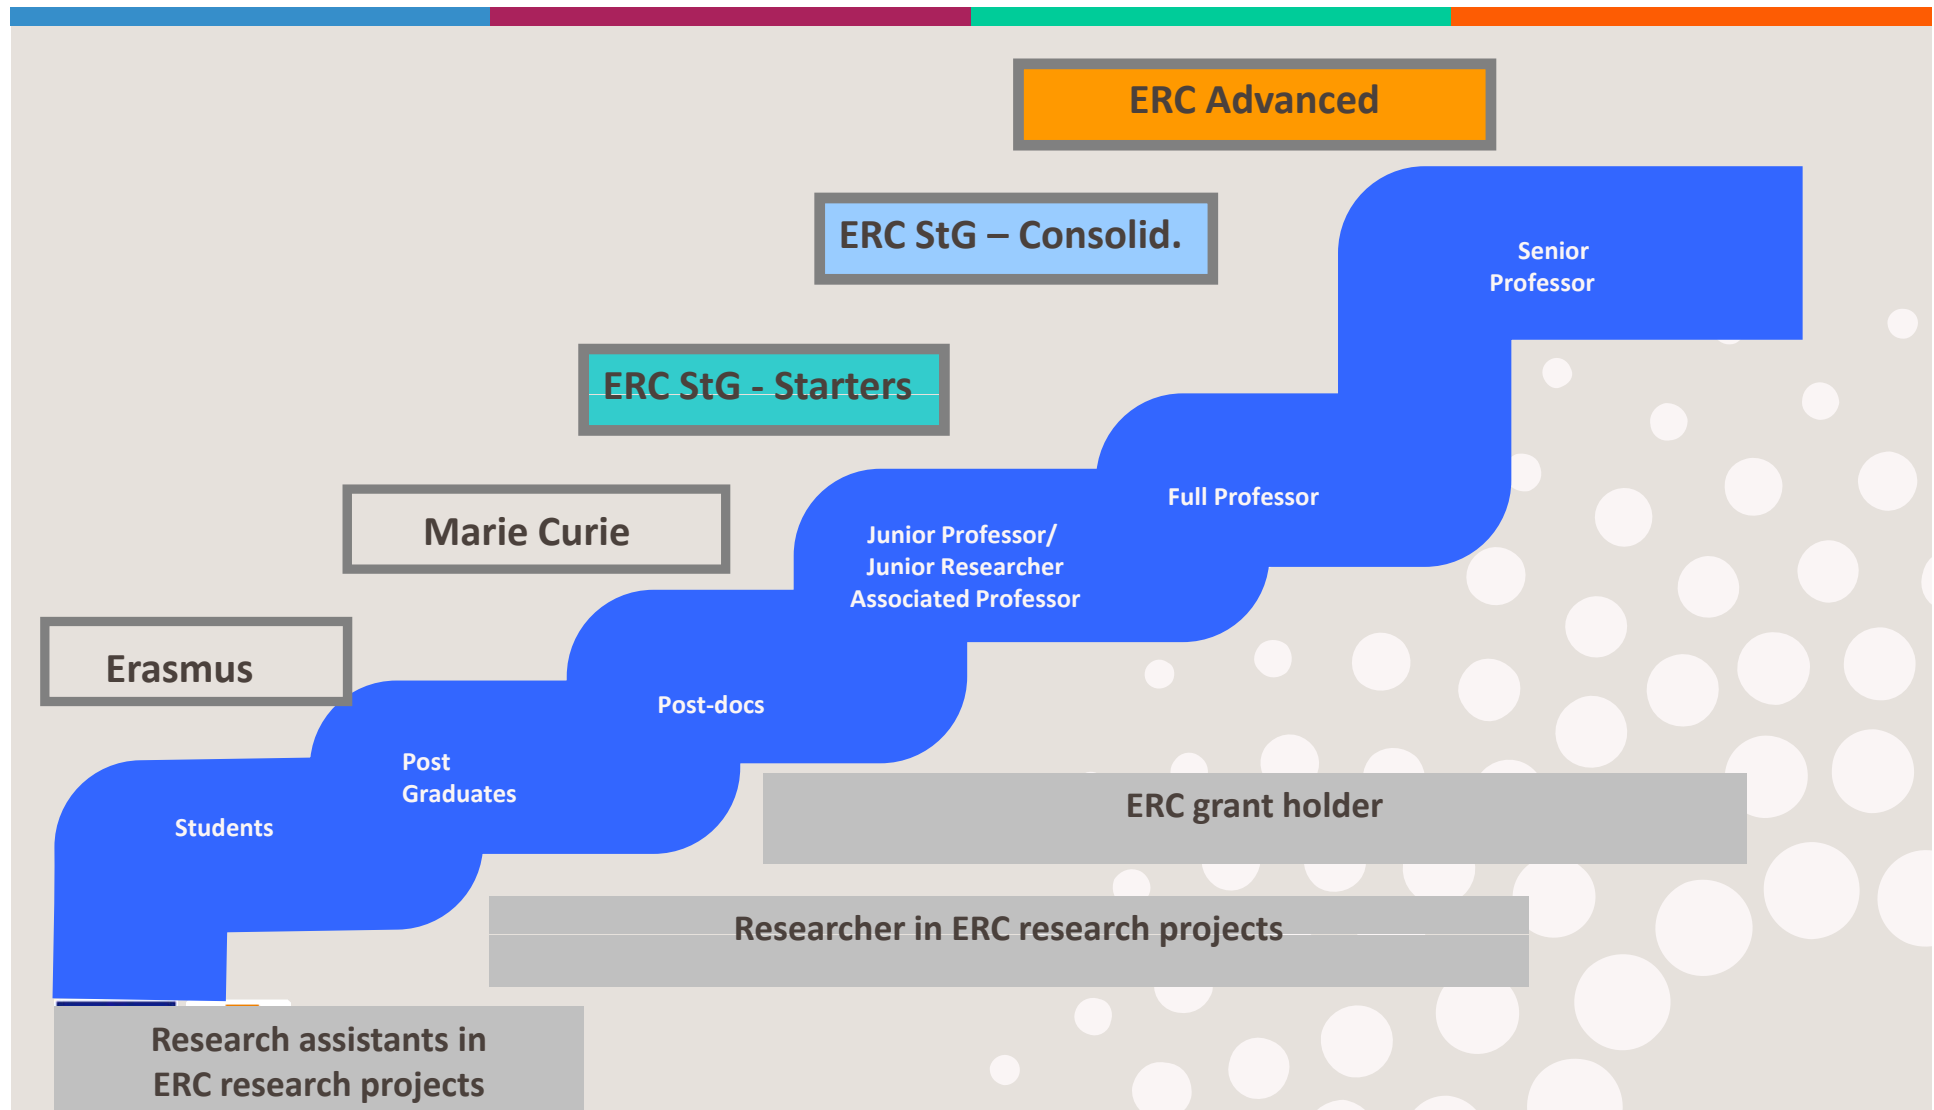 ERC Advanced
ERC StG – Consolid.
Senior
Professor
ERC StG - Starters
Marie Curie
Full Professor
Junior Professor/
Junior Researcher
Associated Professor
Erasmus
Post-docs
Post
Graduates
Students
ERC grant holder
Researcher in ERC research projects
Research assistants in
ERC research projects